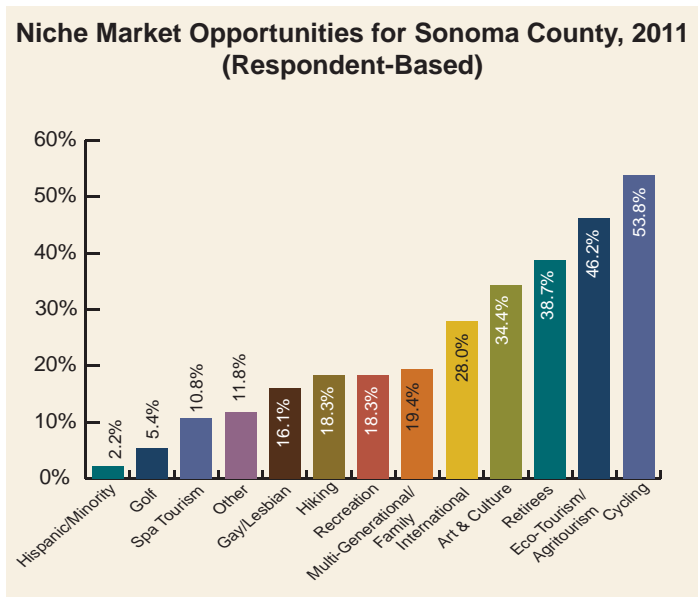 Niche Market Opportunities for Sonoma County, 2011
(Respondent-Based)
60%
50%
40%
30%
20%
10%
0%
2.2%
5.4%
10.8%
11.8%
16.1%
18.3%
18.3%
19.4%
28.0%
34.4%
38.7%
46.2%
53.8%
Hispanic/Minority
Golf
Spa Tourism
Other
Gay/Lesbian
Hiking
Recreation
Multi-Generational/
Family
International
Art & Culture
Retirees
Eco-Tourism/
Agritourism
Cycling